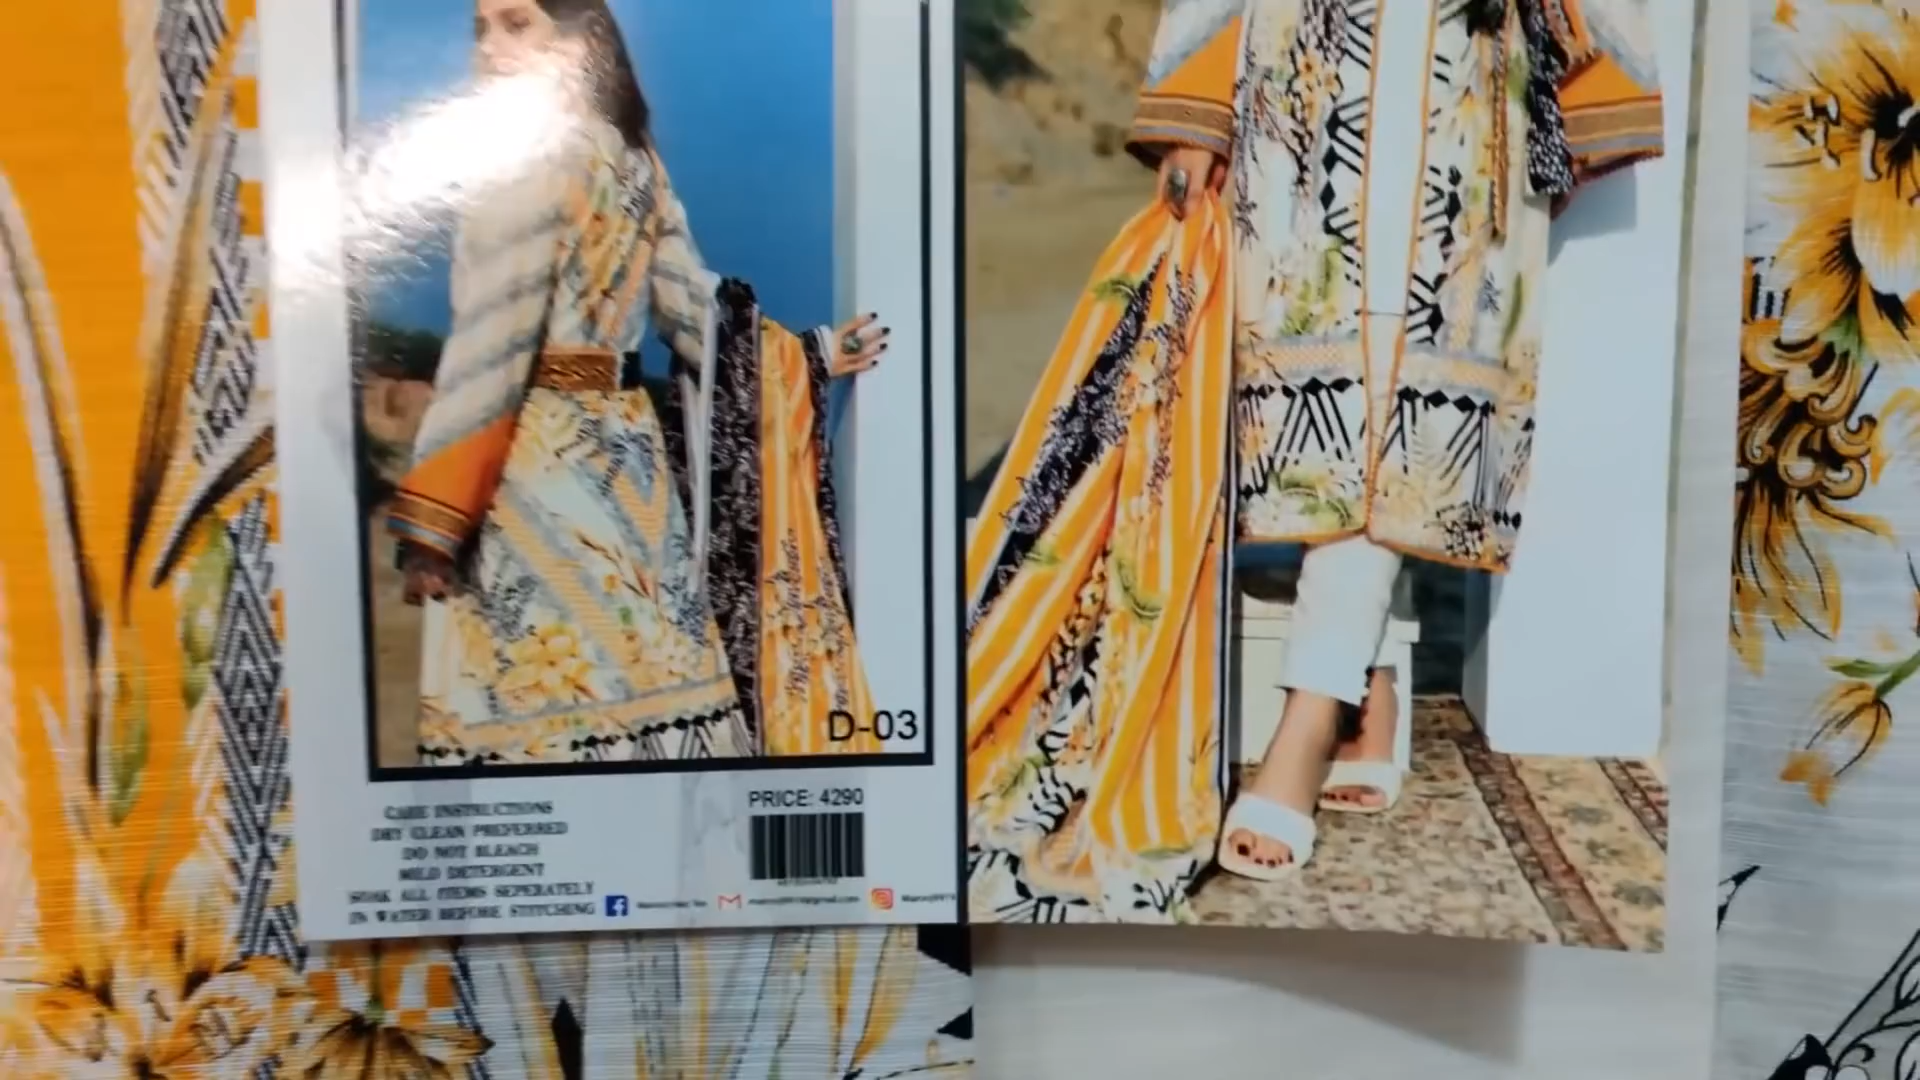 D-03
PRICE: 4290
CARE INSTRUCTIONS
DRY CLEAN PREFERRED
DO NOT BLEACH
MILD DETERGENT
SOAK ALL ITEMS SEPERATELY
IN WATER BEFORE STITCHING